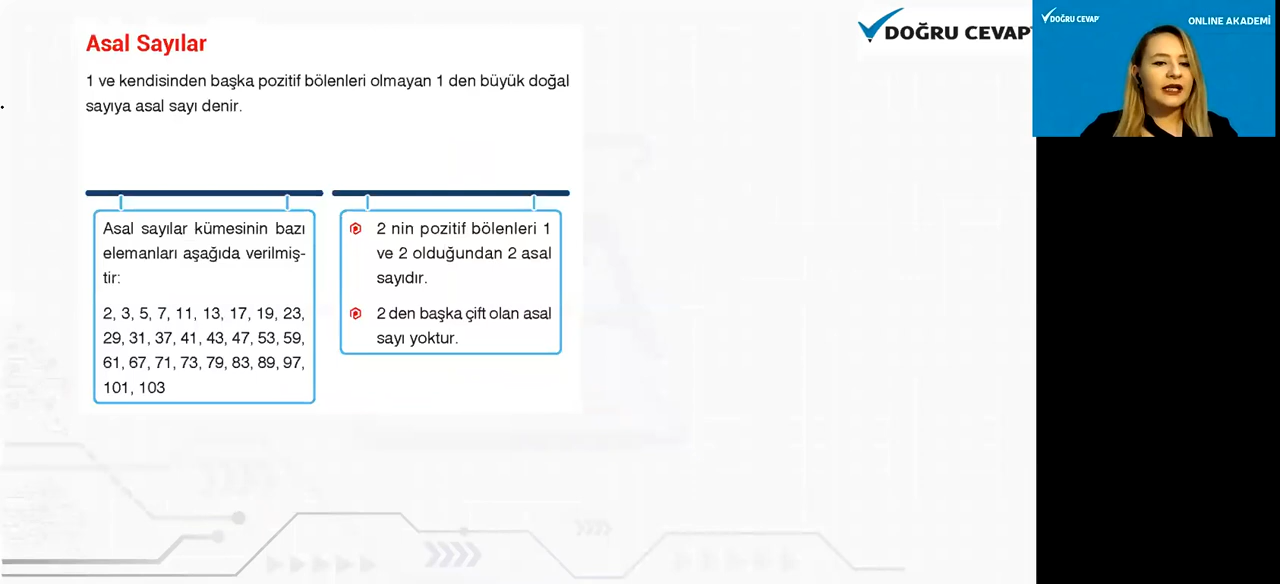 Asal Sayılar
1 ve kendisinden başka pozitif bölenleri olmayan 1 den büyük doğal
sayıya asal sayı denir.
Asal sayılar kümesinin bazı
elemanları aşağıda verilmiş-
tir:
2, 3, 5, 7, 11, 13, 17, 19, 23,
29, 31, 37, 41, 43, 47, 53, 59,
61, 67, 71, 73, 79, 83, 89, 97,
101, 103
2 nin pozitif bölenleri 1
ve 2 olduğundan 2 asal
sayıdır.
2 den başka çift olan asal
sayı yoktur.
DOĞRU CEVAP
DOĞRU CEVAP
ONLINE AKADEMİ